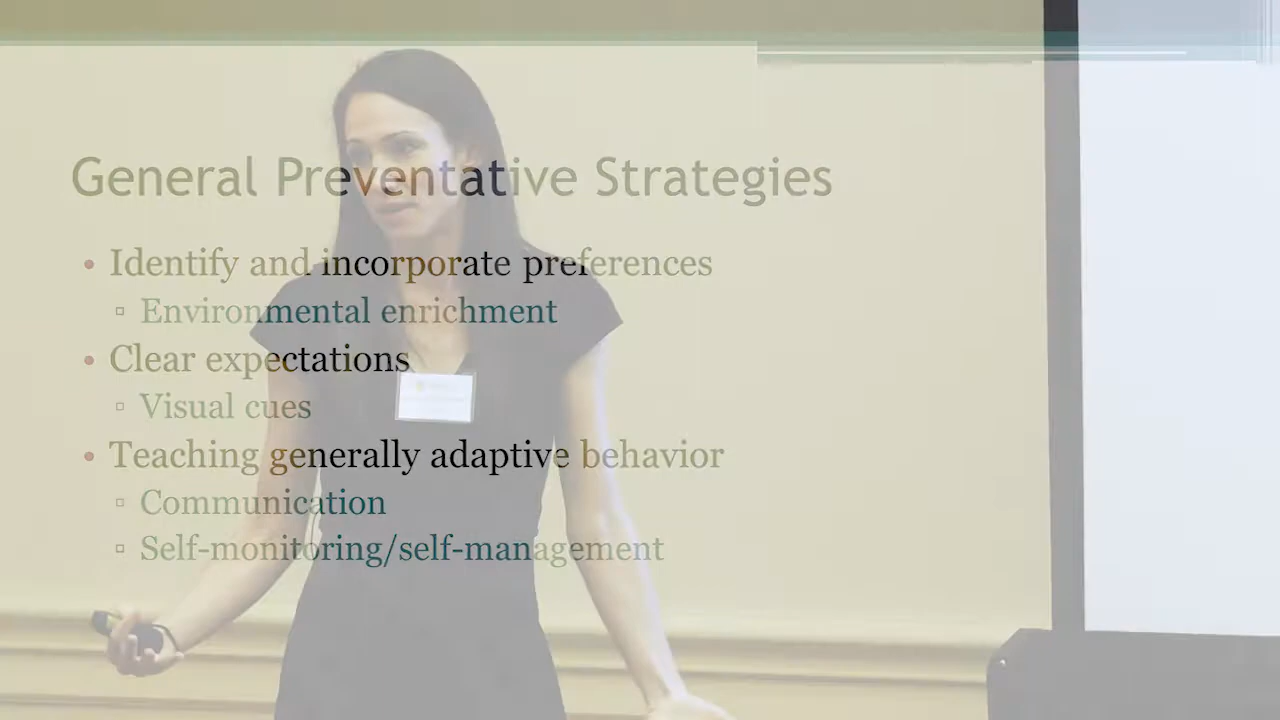 General Preventative Strategies
• Identify and incorporate preferences
▫ Environmental enrichment
• Clear expectations
▫ Visual cues
• Teaching generally adaptive behavior
▫ Communication
▫ Self-monitoring/self-management